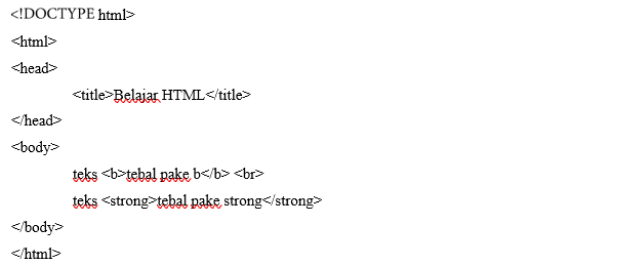 <!DOCTYPE html>
<html>
<head>
<title>Belajar HTML</title>
</head>
<body>
teks <b>tebal pake b</b> <br>
teks <strong>tebal pake strong</strong>
</body>
</html>